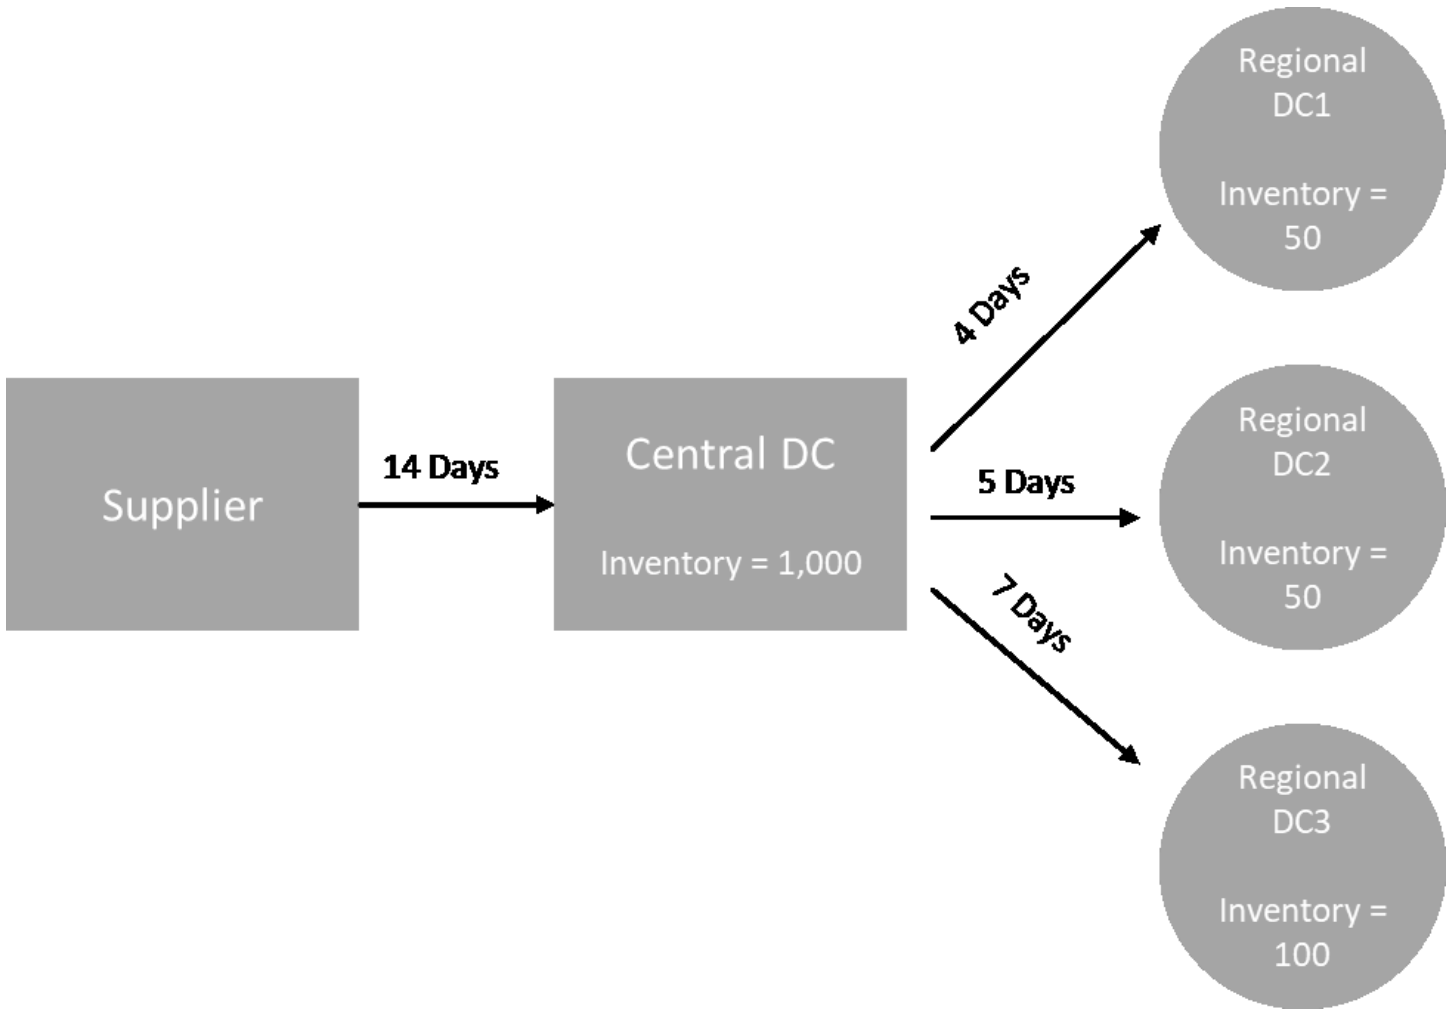 Supplier
14 Days
Central DC
Inventory = 1,000
4 Days
5 Days
7 Days
Regional
DC1
Inventory =
50
Regional
DC2
Inventory =
50
Regional
DC3
Inventory =
100